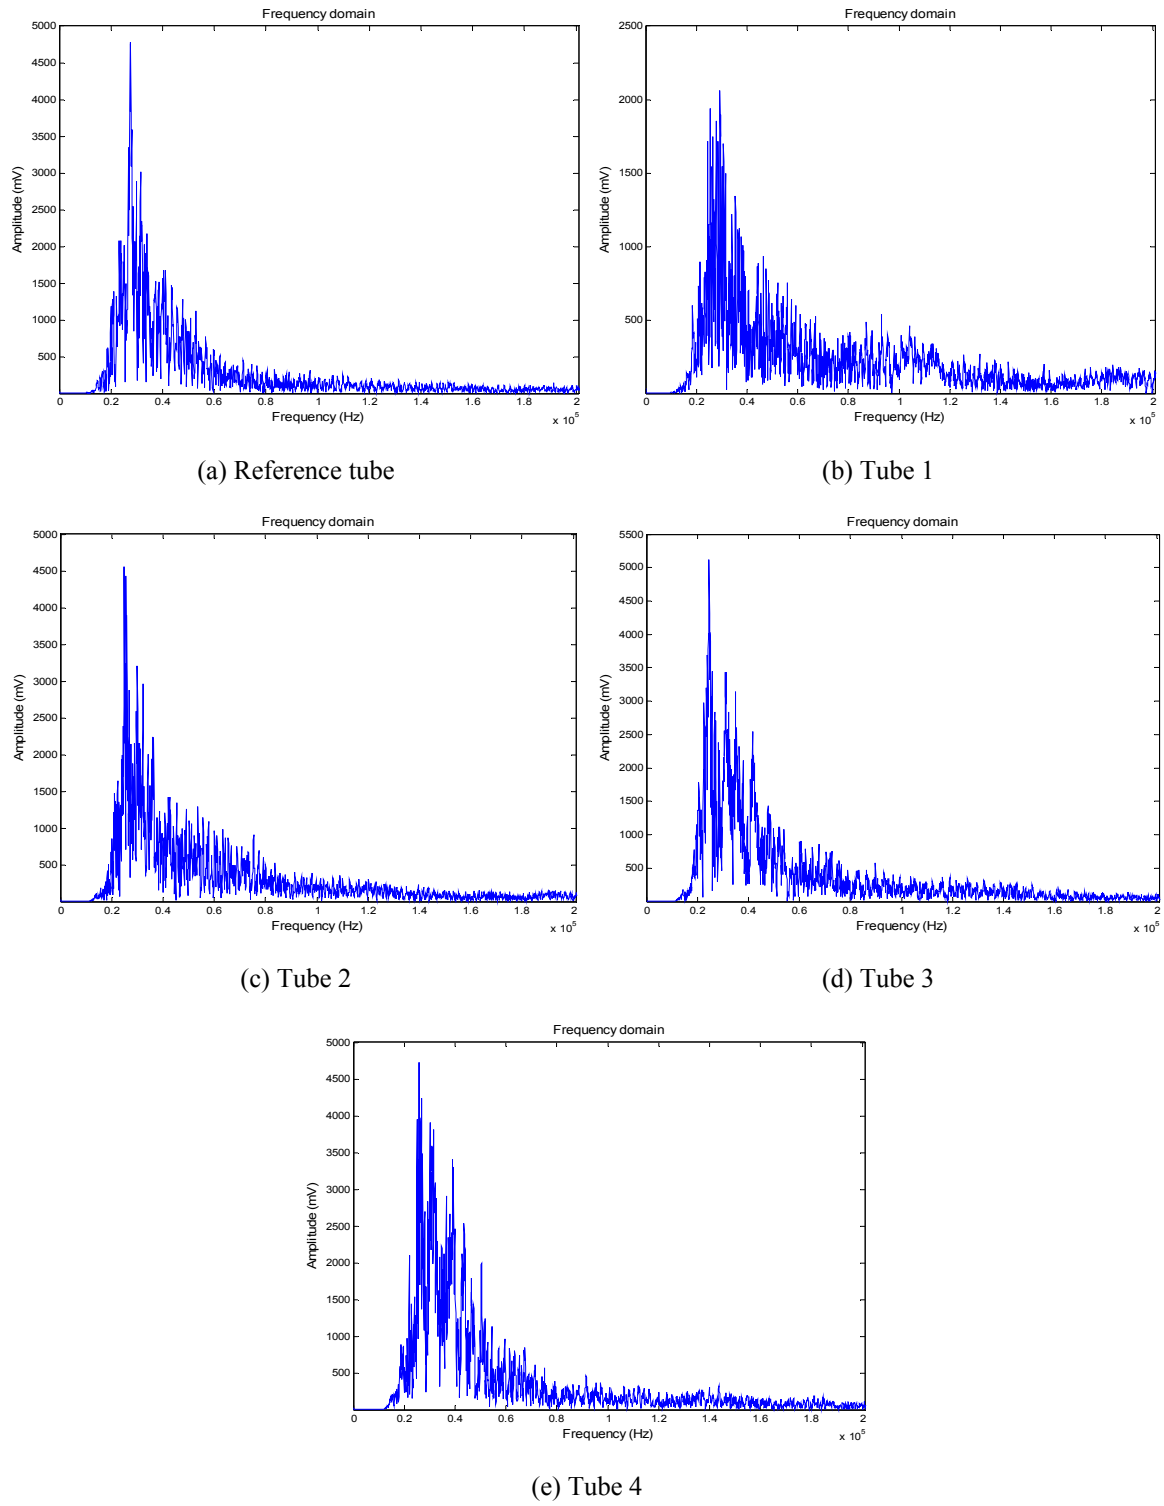 Frequency domain
5000
4500
4000
3500
3000
2500
2000
1500
1000
500
Amplitude (mV)
0 0.2 0.4 0.6 0.8 1 1.2 1.4 1.6 1.8 2
Frequency (Hz)
x 10^5
(a) Reference tube
Frequency domain
2500
2000
1500
1000
500
Amplitude (mV)
0 0.2 0.4 0.6 0.8 1 1.2 1.4 1.6 1.8 2
Frequency (Hz)
x 10^5
(b) Tube 1
Frequency domain
5000
4500
4000
3500
3000
2500
2000
1500
1000
500
Amplitude (mV)
0 0.2 0.4 0.6 0.8 1 1.2 1.4 1.6 1.8 2
Frequency (Hz)
x 10^5
(c) Tube 2
Frequency domain
5500
5000
4500
4000
3500
3000
2500
2000
1500
1000
500
Amplitude (mV)
0 0.2 0.4 0.6 0.8 1 1.2 1.4 1.6 1.8 2
Frequency (Hz)
x 10^5
(d) Tube 3
Frequency domain
5000
4500
4000
3500
3000
2500
2000
1500
1000
500
Amplitude (mV)
0 0.2 0.4 0.6 0.8 1 1.2 1.4 1.6 1.8 2
Frequency (Hz)
x 10^5
(e) Tube 4